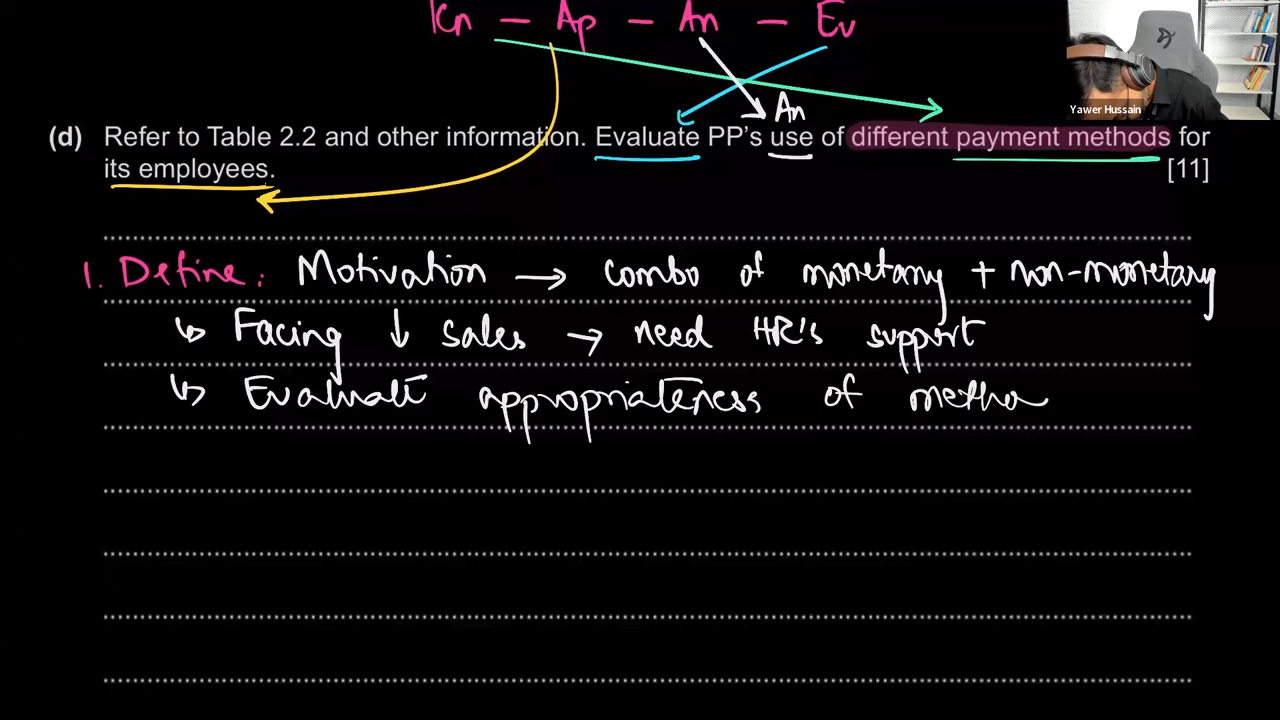 Kn – Ap – An – Ev
Yawer Hussain
An
(d) Refer to Table 2.2 and other information. Evaluate PP's use of different payment methods for
its employees. [11]
1. Define: Motivation → combo of monetary + non-monetary
↳ Facing ↓ sales → need HR's support
↳ Evaluate appropriateness of metho